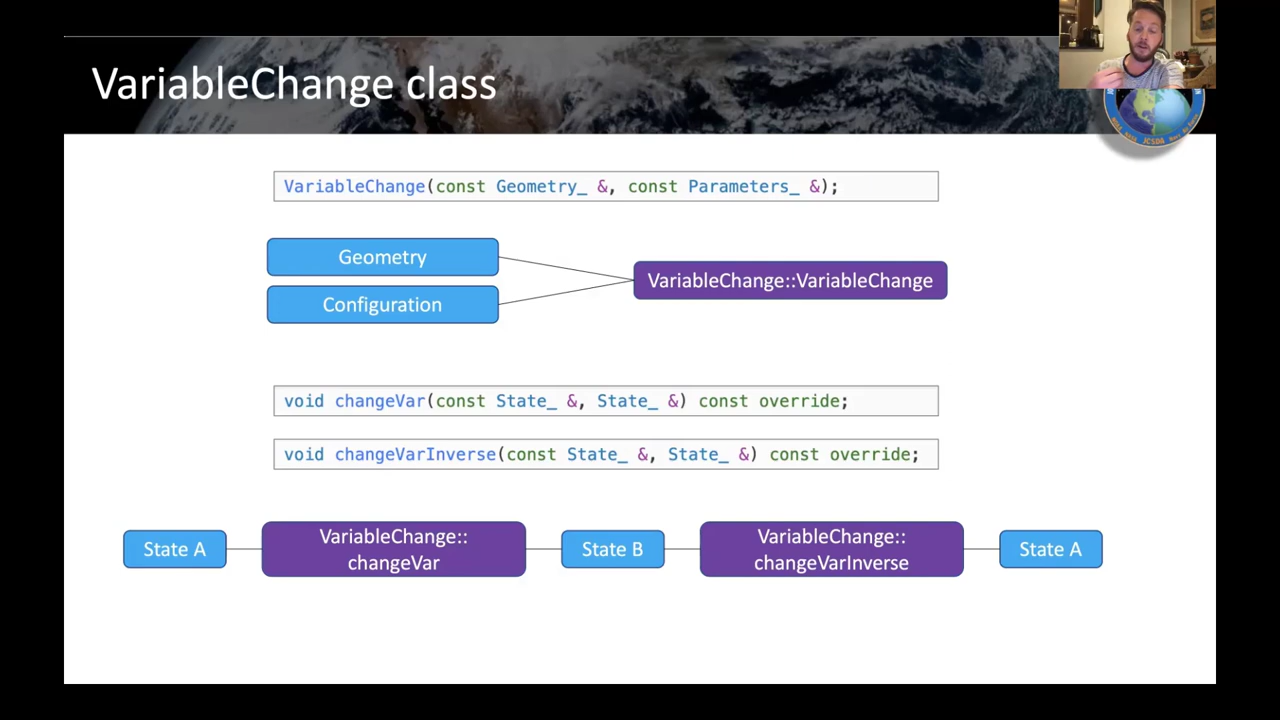 VariableChange class
VariableChange(const Geometry_ &, const Parameters_ &);
Geometry
Configuration
VariableChange::VariableChange
void changeVar(const State_ &, State_ &) const override;
void changeVarInverse(const State_ &, State_ &) const override;
State A
VariableChange::
changeVar
State B
VariableChange::
changeVarInverse
State A
JCSDA